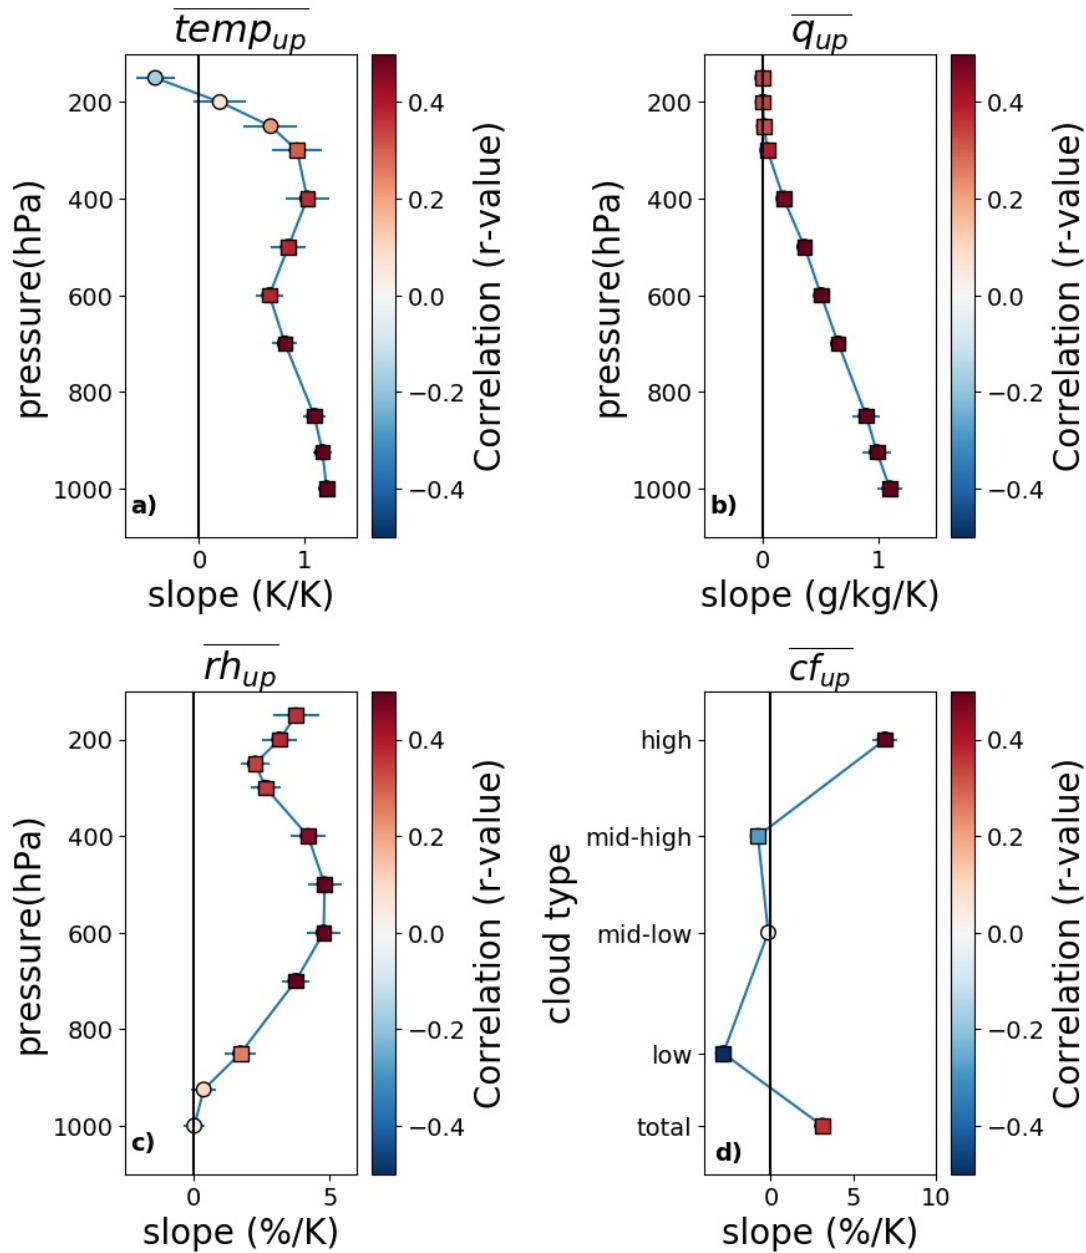 temp_up
200
400
600
800
1000
pressure(hPa)
a)
0 1
slope (K/K)
0.4
0.2
0.0
−0.2
−0.4
Correlation (r-value)
q_up
200
400
600
800
1000
pressure(hPa)
b)
0 1
slope (g/kg/K)
0.4
0.2
0.0
−0.2
−0.4
Correlation (r-value)
rh_up
200
400
600
800
1000
pressure(hPa)
c)
0 5
slope (%/K)
0.4
0.2
0.0
−0.2
−0.4
Correlation (r-value)
cf_up
high
mid-high
mid-low
low
total
cloud type
d)
0 5 10
slope (%/K)
0.4
0.2
0.0
−0.2
−0.4
Correlation (r-value)